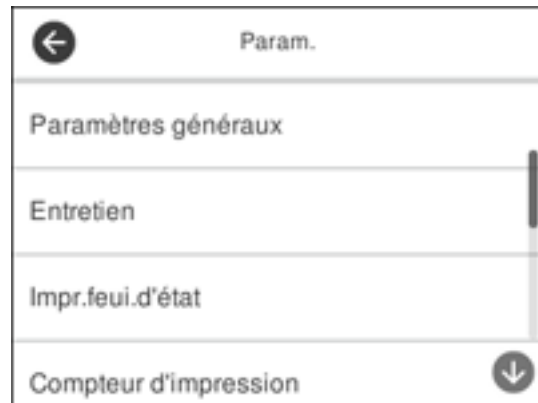 Param.
Paramètres généraux
Entretien
Impr.feui.d'état
Compteur d'impression